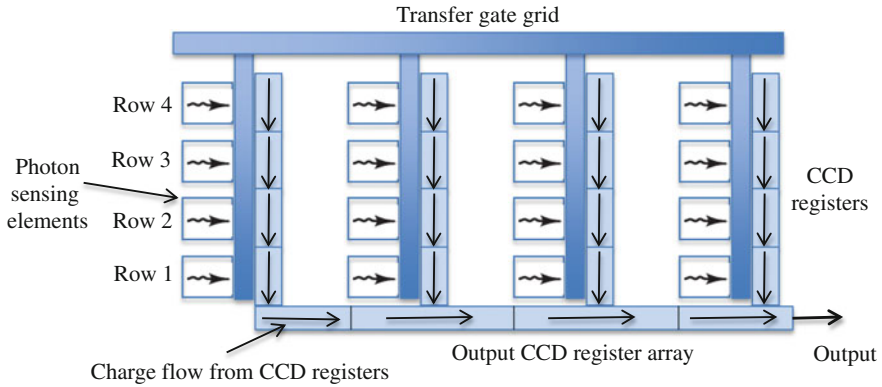 Transfer gate grid
Row 4
Row 3
Photon
sensing
elements
Row 2
Row 1
CCD
registers
Output CCD register array
Output
Charge flow from CCD registers